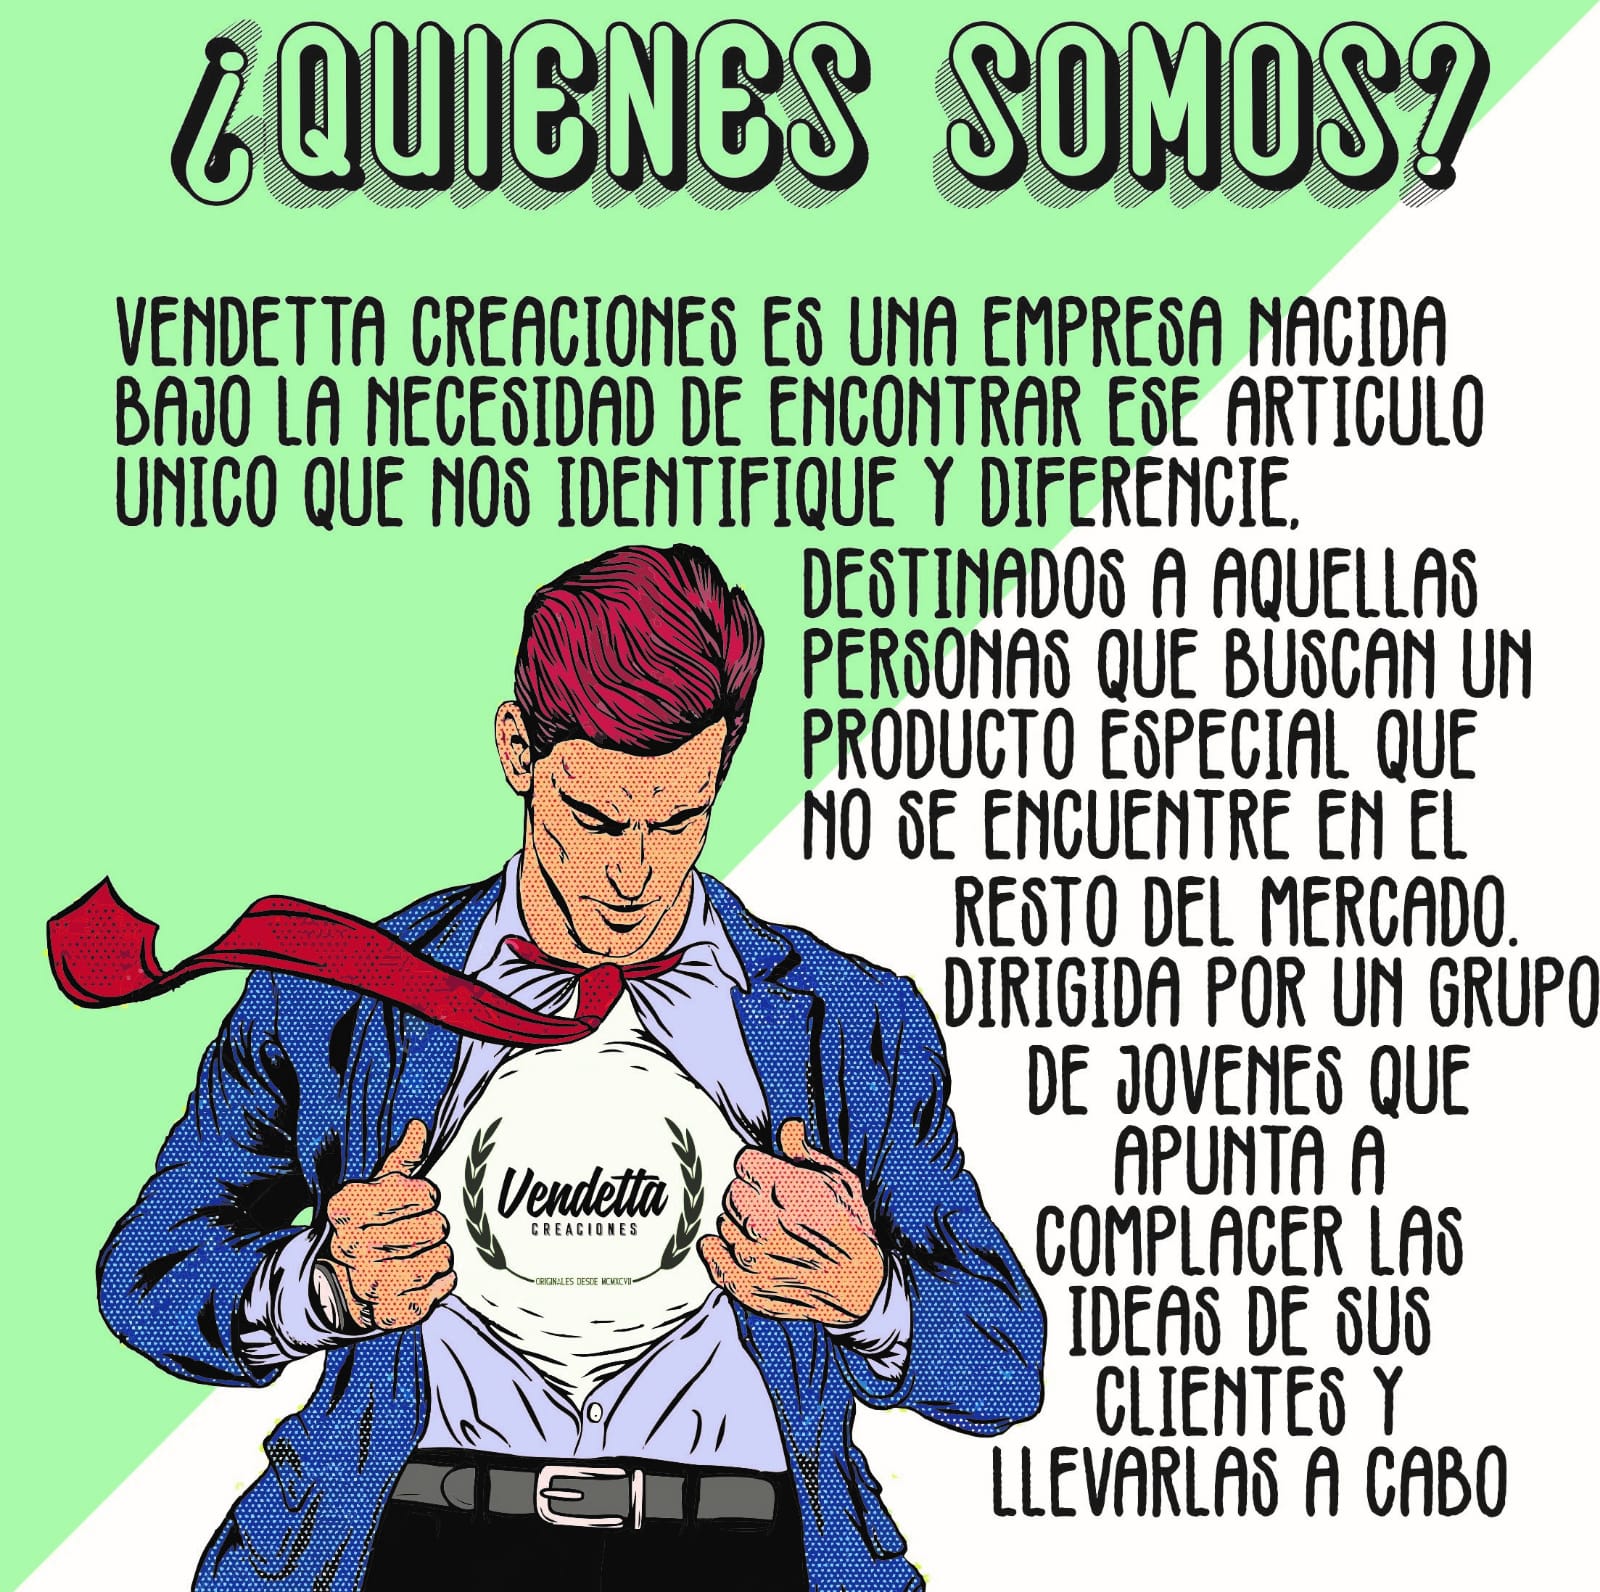 ¿QUIENES SOMOS?
VENDETTA CREACIONES ES UNA EMPRESA NACIDA
BAJO LA NECESIDAD DE ENCONTRAR ESE ARTICULO
UNICO QUE NOS IDENTIFIQUE Y DIFERENCIE,
DESTINADOS A AQUELLAS
PERSONAS QUE BUSCAN UN
PRODUCTO ESPECIAL QUE
NO SE ENCUENTRE EN EL
RESTO DEL MERCADO.
DIRIGIDA POR UN GRUPO
DE JOVENES QUE
APUNTA A
COMPLACER LAS
IDEAS DE SUS
CLIENTES Y
LLEVARLAS A CABO
Vendetta
CREACIONES
ORIGINALES DESDE MCMXCVII